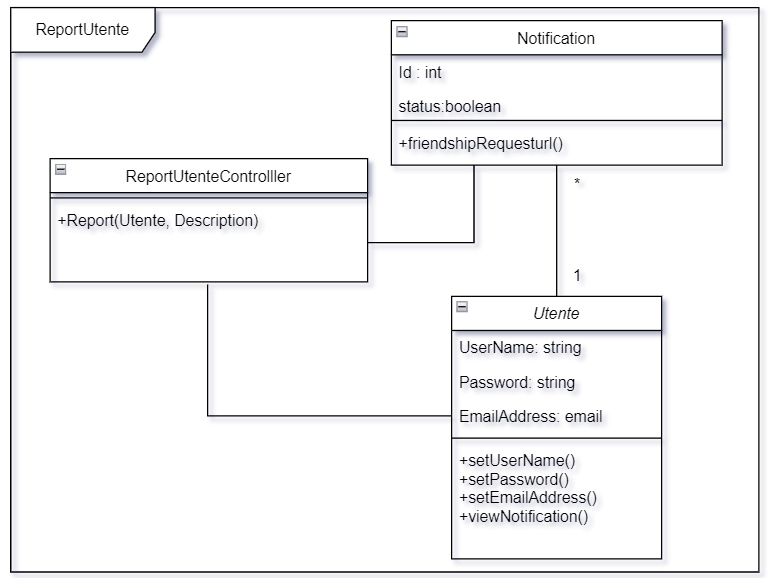 ReportUtente
Notification
Id : int
status:boolean
+friendshipRequesturl()
ReportUtenteControlller
+Report(Utente, Description)
*
1
Utente
UserName: string
Password: string
EmailAddress: email
+setUserName()
+setPassword()
+setEmailAddress()
+viewNotification()